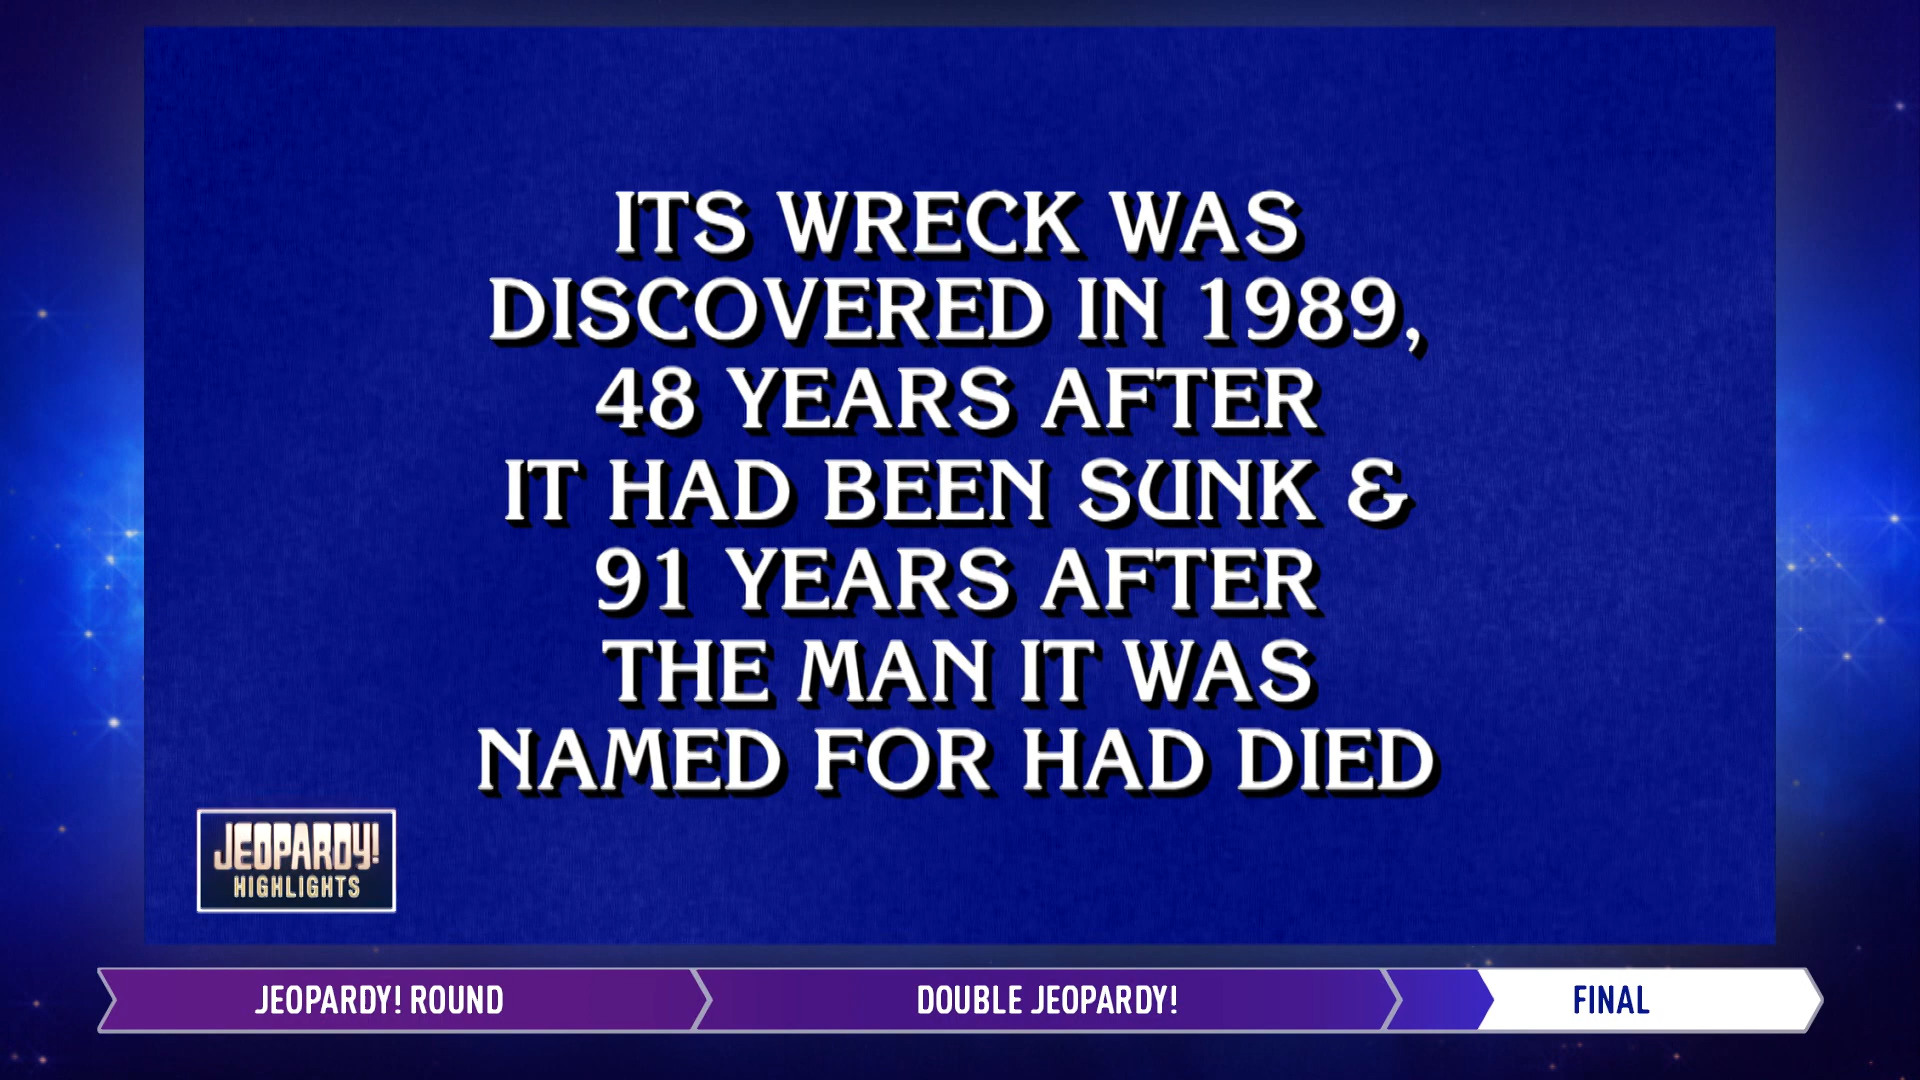 ITS WRECK WAS
DISCOVERED IN 1989,
48 YEARS AFTER
IT HAD BEEN SUNK &
91 YEARS AFTER
THE MAN IT WAS
NAMED FOR HAD DIED
JEOPARDY!
HIGHLIGHTS
JEOPARDY! ROUND
DOUBLE JEOPARDY!
FINAL